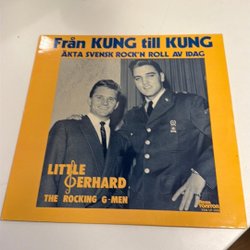 Från KUNG till KUNG
ÄKTA SVENSK ROCK'N ROLL AV IDAG
LITTLE
GERHARD
THE ROCKING G-MEN